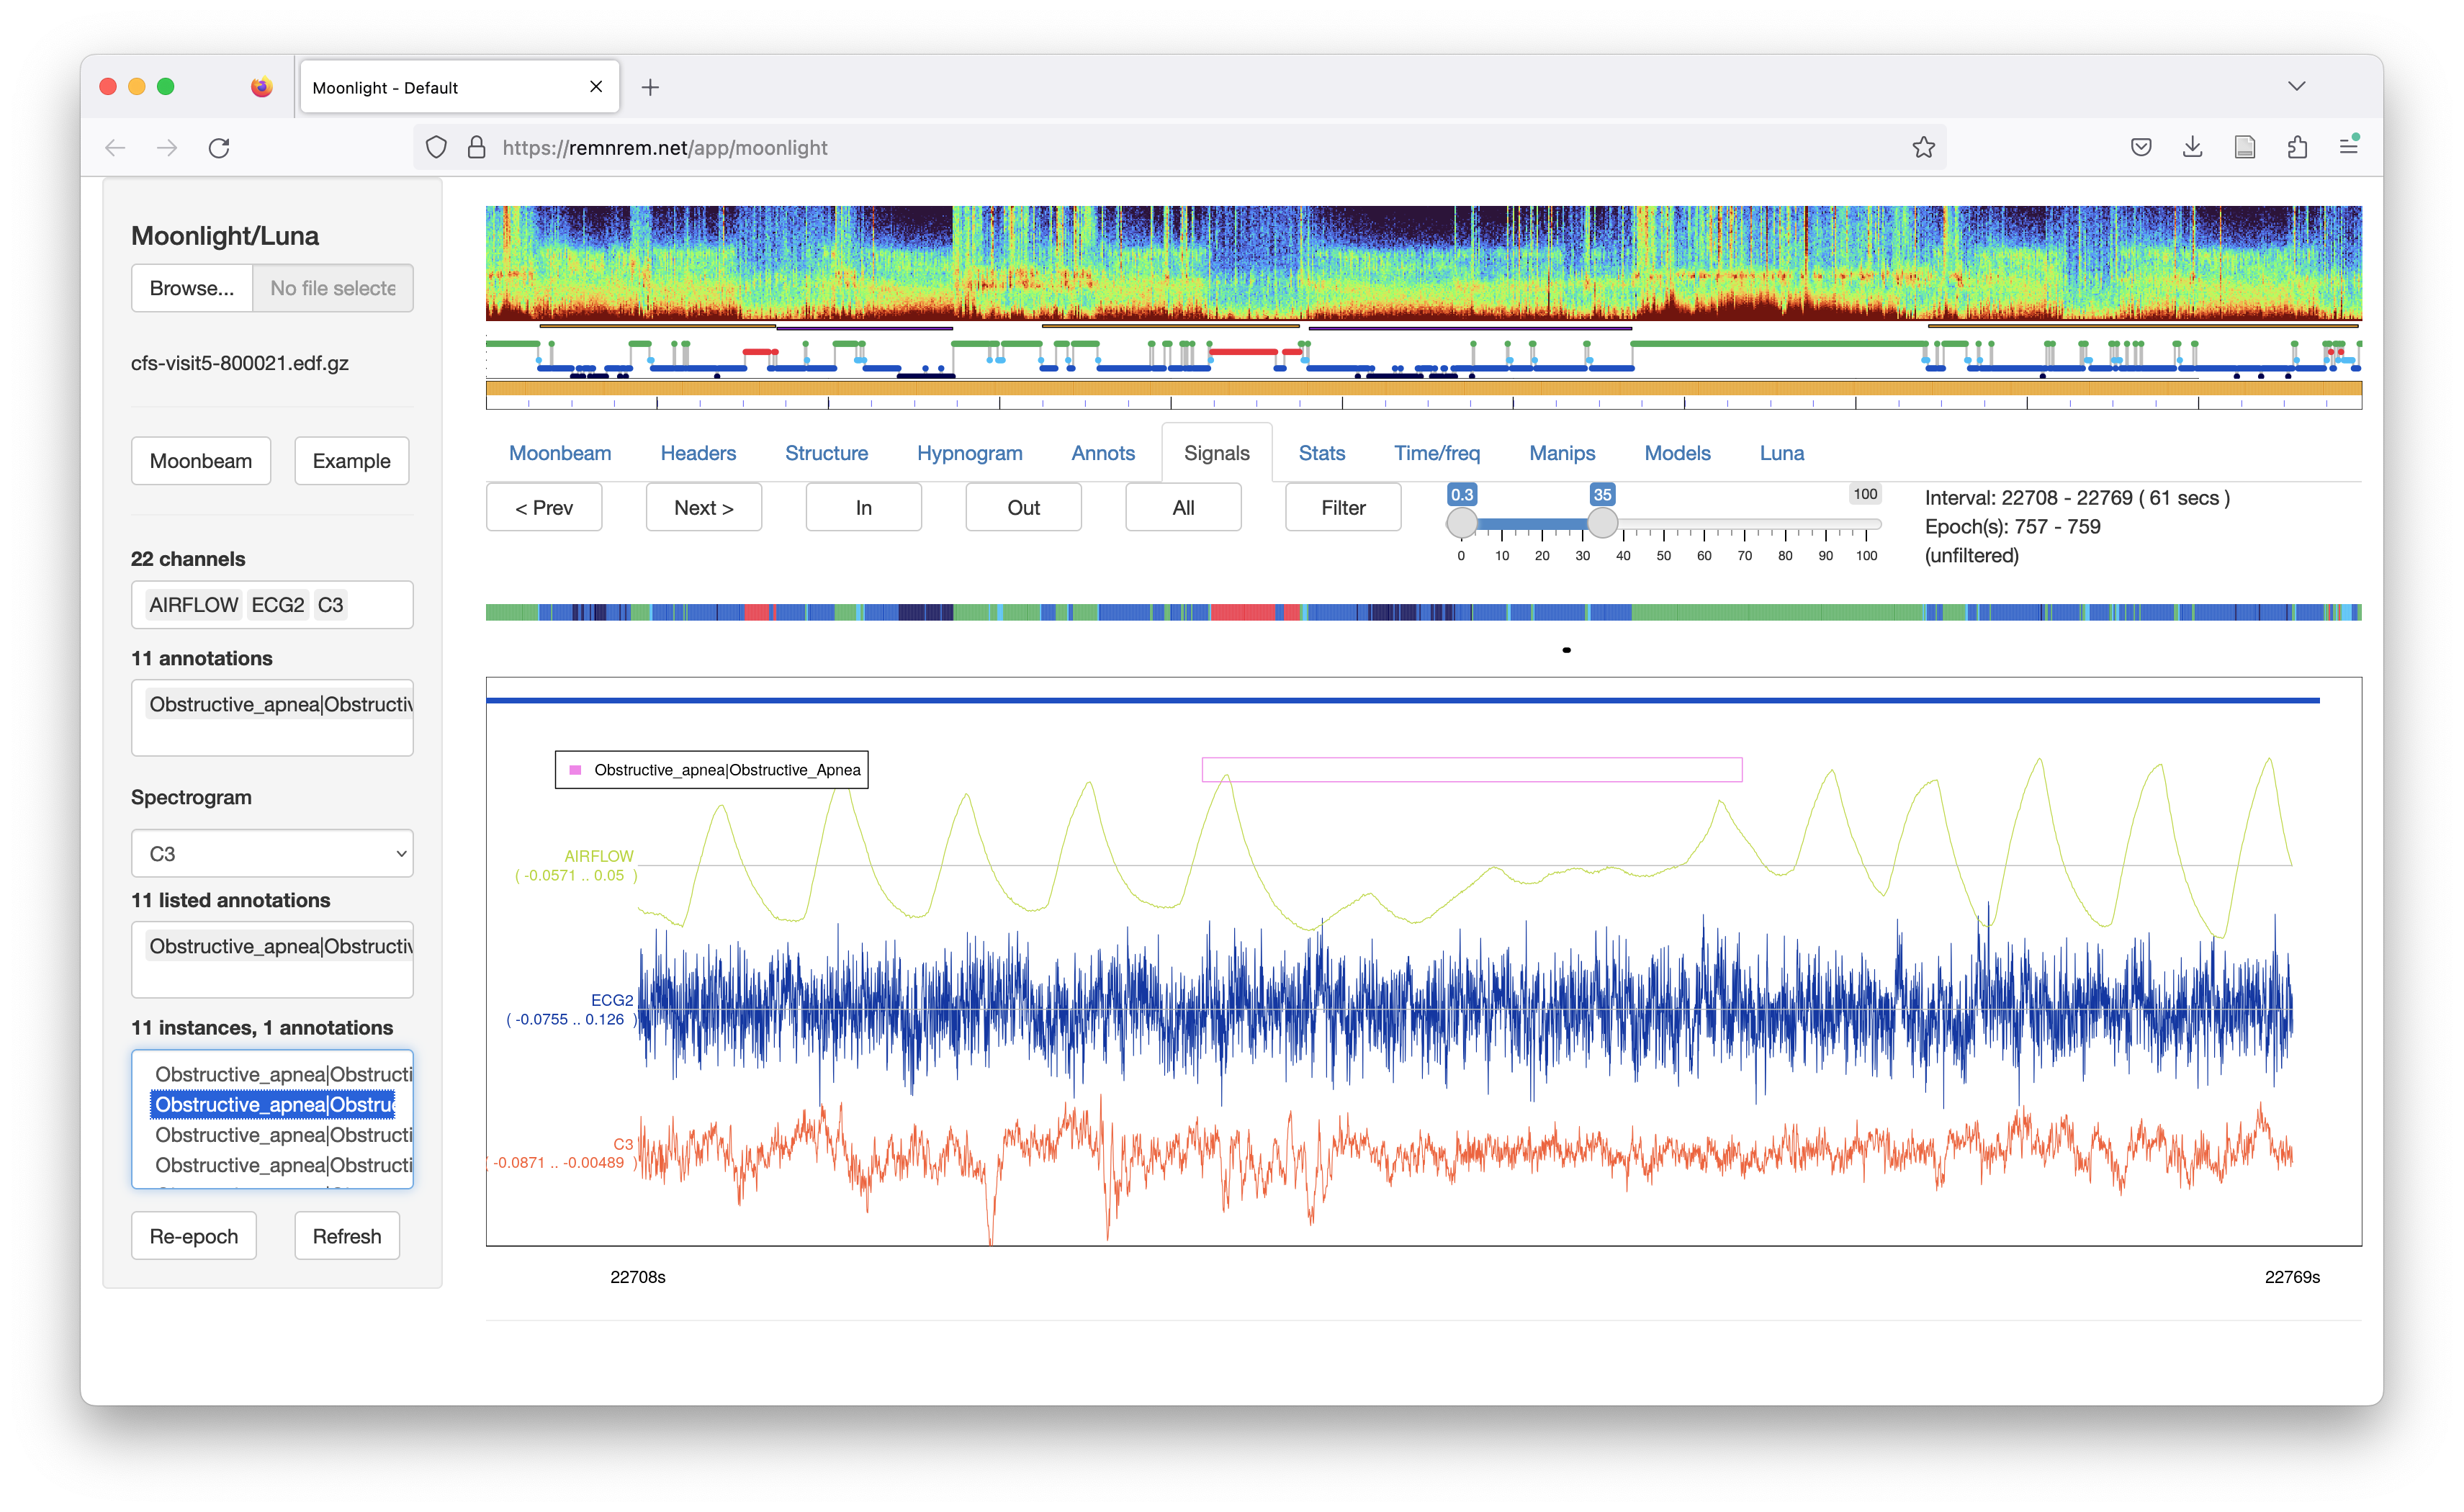 Moonlight - Default
https://remnrem.net/app/moonlight
Moonlight/Luna
Browse... No file selecte
cfs-visit5-800021.edf.gz
Moonbeam Example
22 channels
AIRFLOW ECG2 C3
11 annotations
Obstructive_apnea|Obstructiv
Spectrogram
C3
11 listed annotations
Obstructive_apnea|Obstructiv
11 instances, 1 annotations
Obstructive_apnea|Obstructi
Obstructive_apnea|Obstru
Obstructive_apnea|Obstructi
Obstructive_apnea|Obstructi
Re-epoch Refresh
Moonbeam Headers Structure Hypnogram Annots Signals Stats Time/freq Manips Models Luna
< Prev Next > In Out All Filter
0.3 35 100
0 10 20 30 40 50 60 70 80 90 100
Interval: 22708 - 22769 ( 61 secs )
Epoch(s): 757 - 759
(unfiltered)
Obstructive_apnea|Obstructive_Apnea
AIRFLOW
( -0.0571 .. 0.05 )
ECG2
( -0.0755 .. 0.126 )
C3
( -0.0871 .. -0.00489 )
22708s 22769s